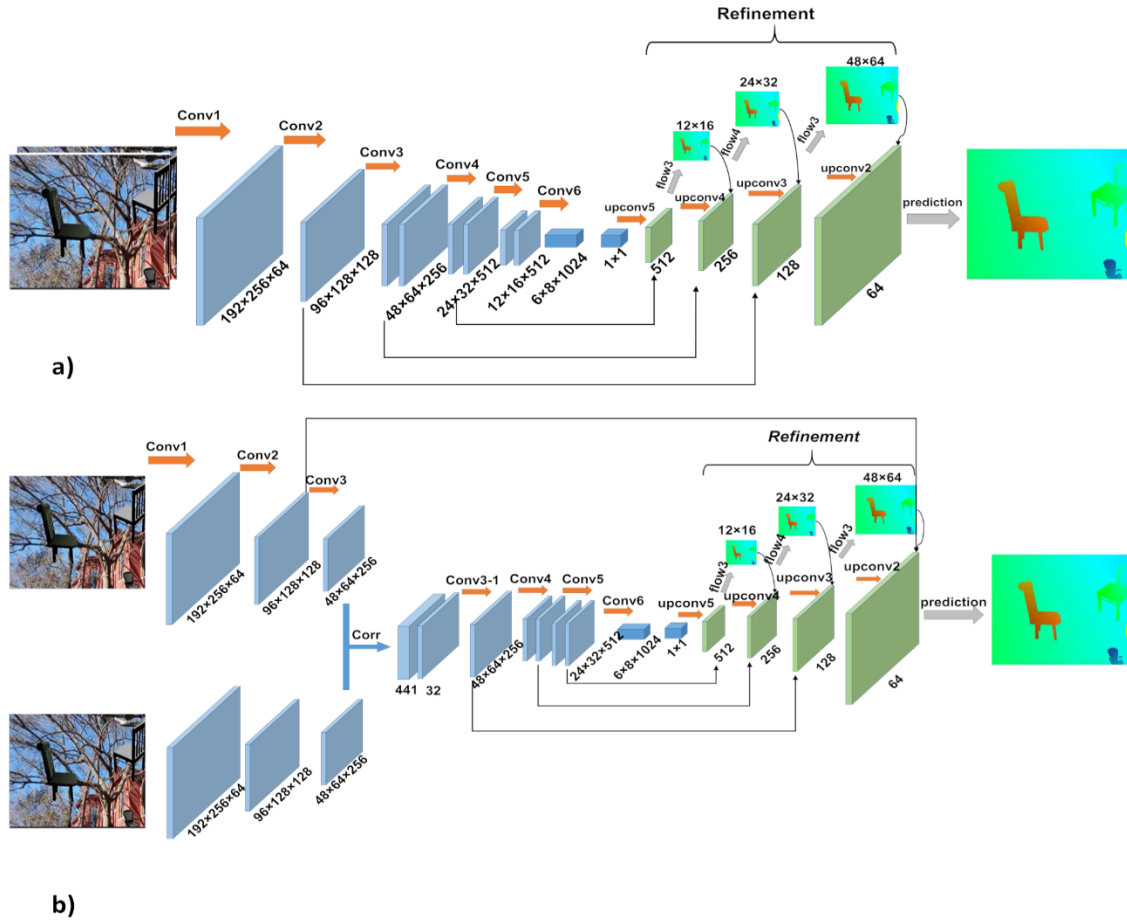 Refinement
48×64
24×32
12×16
Conv1
Conv2
Conv3
Conv4
Conv5
Conv6
upconv5
flow3
upconv4
flow4
upconv3
flow3
upconv2
prediction
192×256×64
96×128×128
48×64×256
24×32×512
12×16×512
6×8×1024
1×1
512
256
128
64
a)
Refinement
48×64
24×32
12×16
Conv1
Conv2
Conv3
192×256×64
96×128×128
48×64×256
Corr
441
32
Conv3-1
Conv4
Conv5
Conv6
upconv5
flow3
upconv4
flow4
upconv3
flow3
upconv2
prediction
48×64×256
24×32×512
6×8×1024
1×1
512
256
128
64
192×256×64
96×128×128
48×64×256
b)